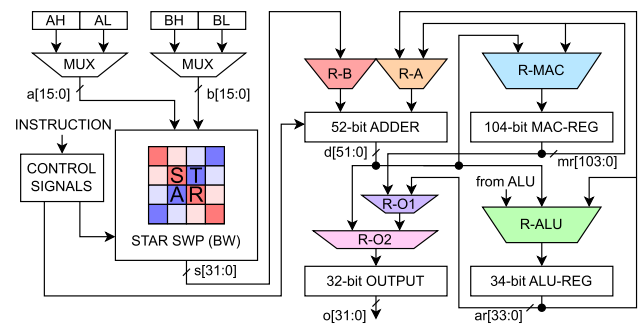 AH AL BH BL
MUX MUX R-B R-A R-MAC
a[15:0] b[15:0]
INSTRUCTION 52-bit ADDER 104-bit MAC-REG
d[51:0] mr[103:0]
CONTROL SIGNALS
S T
A R
from ALU
R-O1
R-ALU
STAR SWP (BW) R-O2
s[31:0] 32-bit OUTPUT 34-bit ALU-REG
o[31:0] ar[33:0]